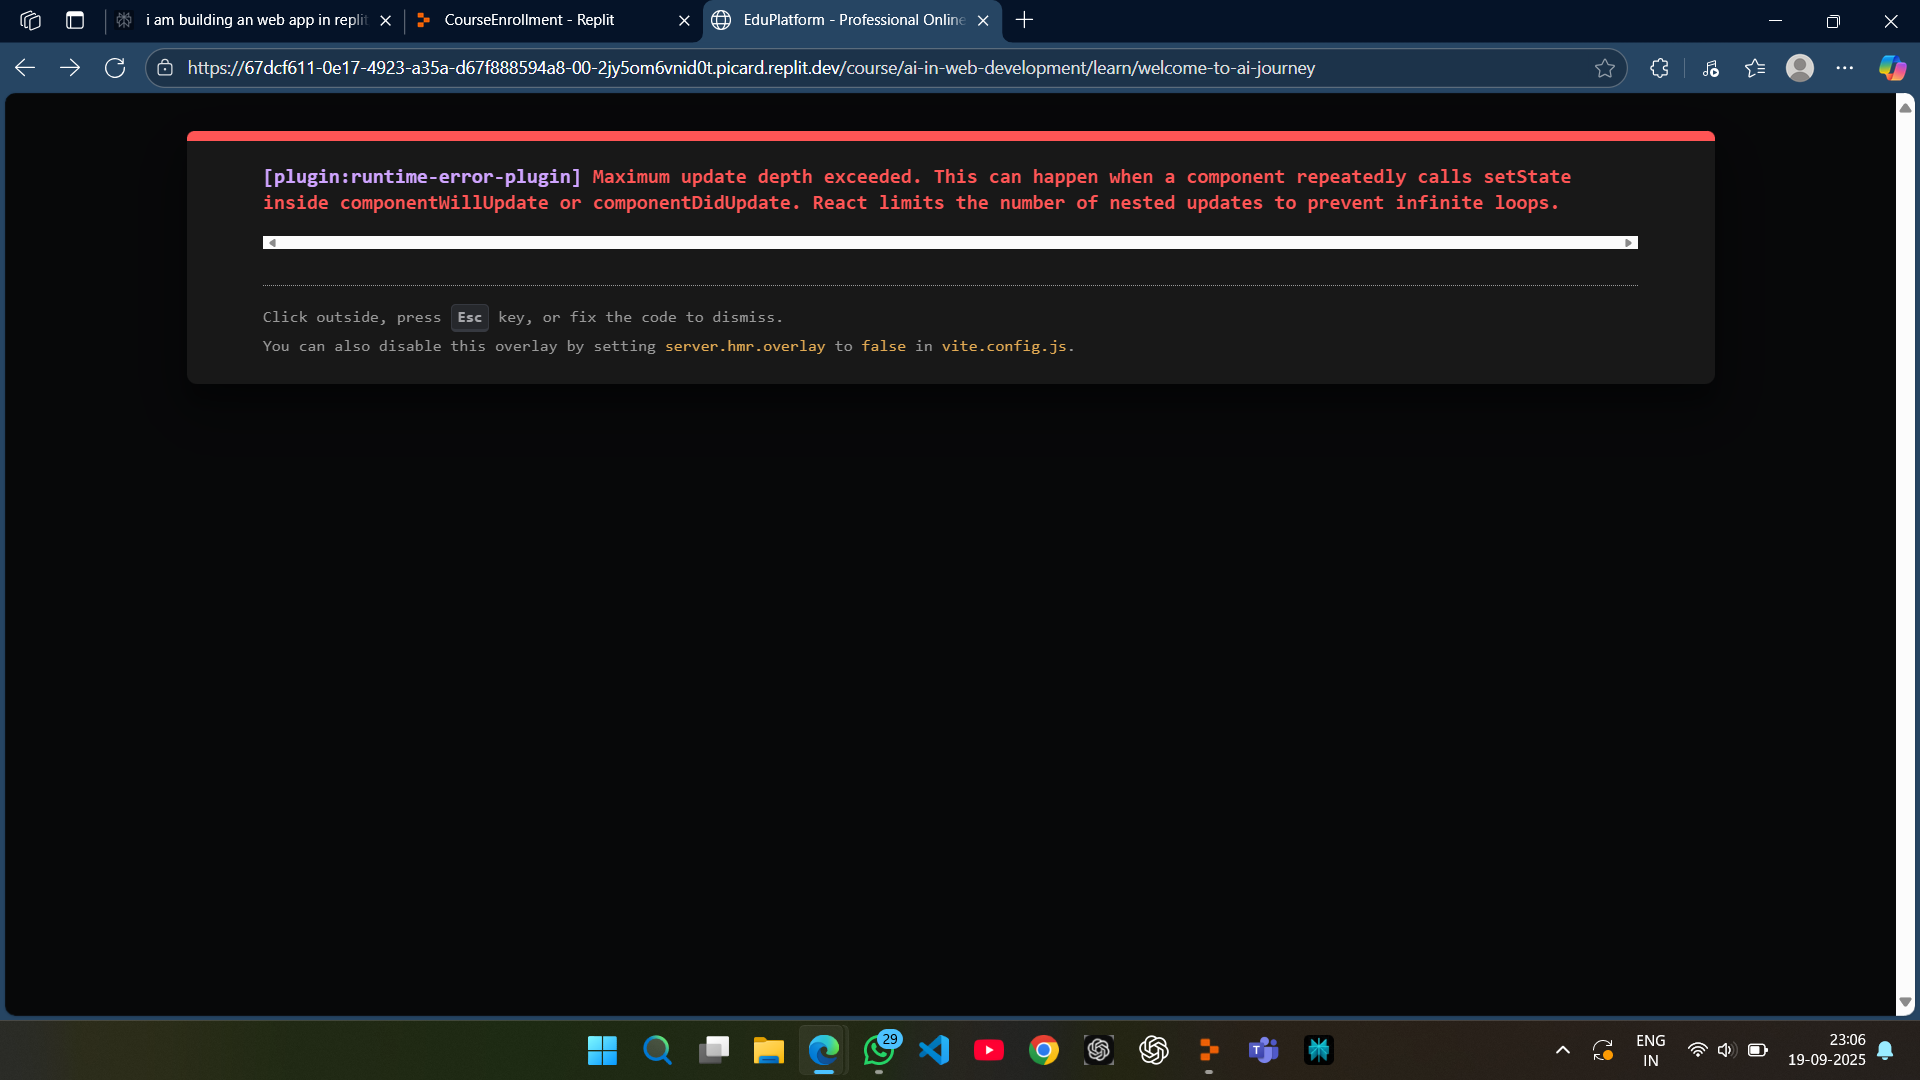 i am building an web app in replit
CourseEnrollment - Replit
EduPlatform - Professional Online
https://67dcf611-0e17-4923-a35a-d67f888594a8-00-2jy5om6vnid0t.picard.replit.dev/course/ai-in-web-development/learn/welcome-to-ai-journey
[plugin:runtime-error-plugin] Maximum update depth exceeded. This can happen when a component repeatedly calls setState
inside componentWillUpdate or componentDidUpdate. React limits the number of nested updates to prevent infinite loops.
Click outside, press Esc key, or fix the code to dismiss.
You can also disable this overlay by setting server.hmr.overlay to false in vite.config.js.
29
T
ENG
IN
23:06
19-09-2025